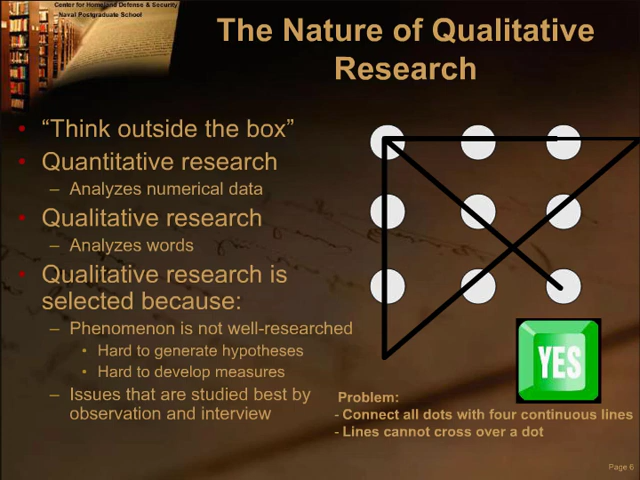 Center for Homeland Defense & Security
Naval Postgraduate School
The Nature of Qualitative
Research
• “Think outside the box”
• Quantitative research
– Analyzes numerical data
• Qualitative research
– Analyzes words
• Qualitative research is
selected because:
– Phenomenon is not well-researched
• Hard to generate hypotheses
• Hard to develop measures
– Issues that are studied best by
observation and interview
YES
Problem:
- Connect all dots with four continuous lines
- Lines cannot cross over a dot
Page 6